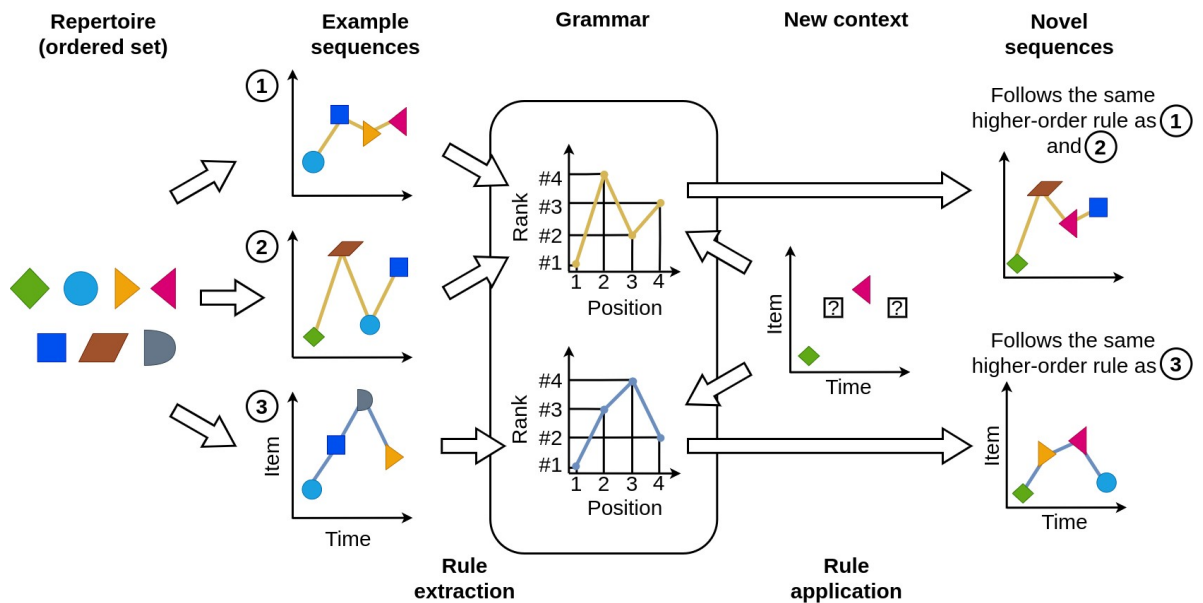 Repertoire
(ordered set)
Example
sequences
Grammar
New context
Novel
sequences
1
2
3
Item
Time
#4
#3
#2
#1
Rank
1 2 3 4
Position
#4
#3
#2
#1
Rank
1 2 3 4
Position
Item
?
?
Time
Follows the same
higher-order rule as 1
and 2
Follows the same
higher-order rule as 3
Item
Time
Rule
extraction
Rule
application